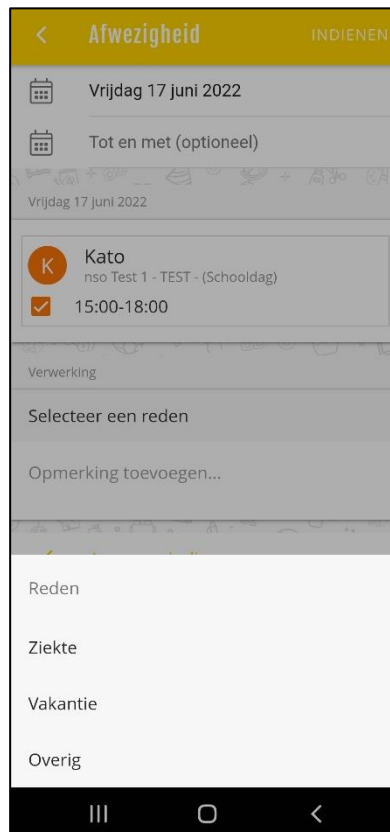 Afwezigheid
INDIENEN
Vrijdag 17 juni 2022
Tot en met (optioneel)
Vrijdag 17 juni 2022
K
Kato
nso Test 1 - TEST - (Schooldag)
15:00-18:00
Verwerking
Selecteer een reden
Opmerking toevoegen...
Reden
Ziekte
Vakantie
Overig